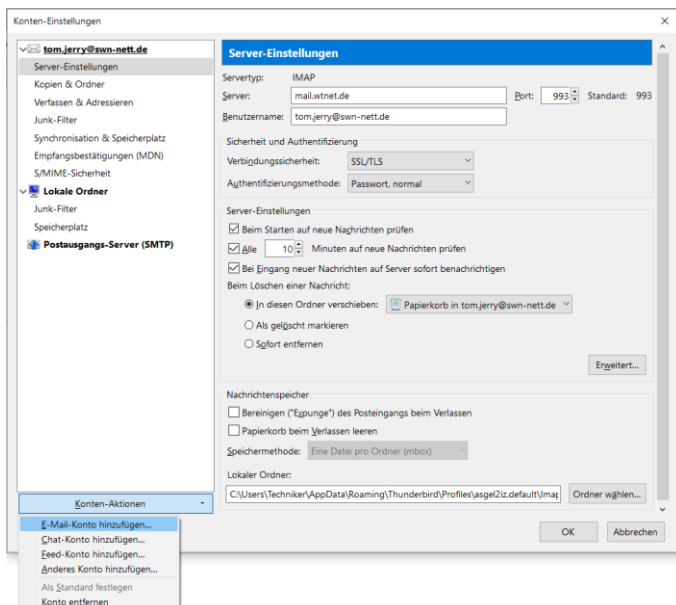 Konten-Einstellungen
tom.jerry@swn-nett.de
Server-Einstellungen
Kopien & Ordner
Verfassen & Adressieren
Junk-Filter
Synchronisation & Speicherplatz
Empfangsbestätigungen (MDN)
S/MIME-Sicherheit
Lokale Ordner
Junk-Filter
Speicherplatz
Postausgangs-Server (SMTP)
Konten-Aktionen
E-Mail-Konto hinzufügen...
Chat-Konto hinzufügen...
Feed-Konto hinzufügen...
Anderes Konto hinzufügen...
Als Standard festlegen
Konto entfernen
Server-Einstellungen
Servertyp: IMAP
Server: mail.wtnet.de Port: 993 Standard: 993
Benutzername: tom.jerry@swn-nett.de
Sicherheit und Authentifizierung
Verbindungssicherheit: SSL/TLS
Authentifizierungsmethode: Passwort, normal
Server-Einstellungen
Beim Starten auf neue Nachrichten prüfen
Alle 10 Minuten auf neue Nachrichten prüfen
Bei Eingang neuer Nachrichten auf Server sofort benachrichtigen
Beim Löschen einer Nachricht:
In diesen Ordner verschieben: Papierkorb in tom.jerry@swn-nett.de
Als gelöscht markieren
Sofort entfernen
Erweitert...
Nachrichtenspeicher
Bereinigen ("Expunge") des Posteingangs beim Verlassen
Papierkorb beim Verlassen leeren
Speichermethode: Eine Datei pro Ordner (mbox)
Lokaler Ordner:
C:\Users\Techniker\AppData\Roaming\Thunderbird\Profiles\asgel2iz.default\Imap Ordner wählen...
OK Abbrechen